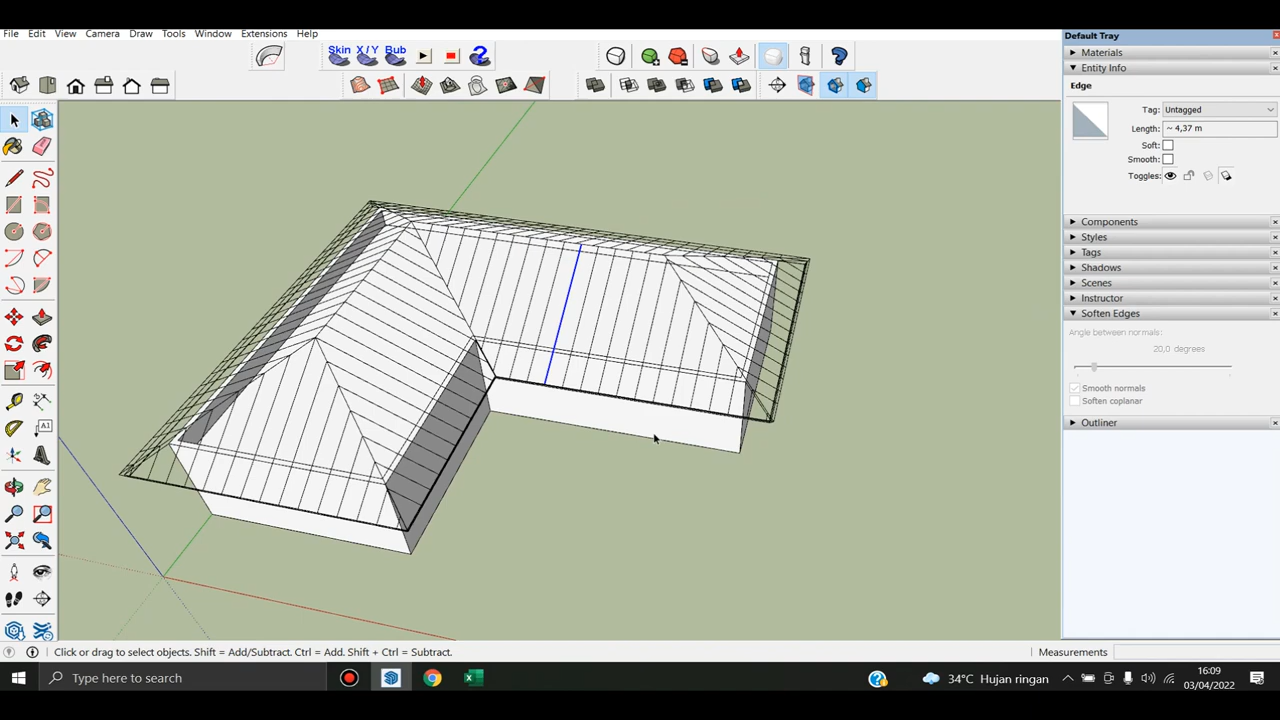 Default Tray
File Edit View Camera Draw Tools Window Extensions Help
Materials
Skin X/Y Bub
Entity Info
Edge
Tag: Untagged
Length: ~ 4,37 m
Soft:
Smooth:
Toggles:
Components
Styles
Tags
Shadows
Scenes
Instructor
Soften Edges
Angle between normals:
20,0 degrees
Smooth normals
Soften coplanar
Outliner
A1
Click or drag to select objects. Shift = Add/Subtract. Ctrl = Add. Shift + Ctrl = Subtract.
Measurements
Type here to search
34°C Hujan ringan
16:09
03/04/2022